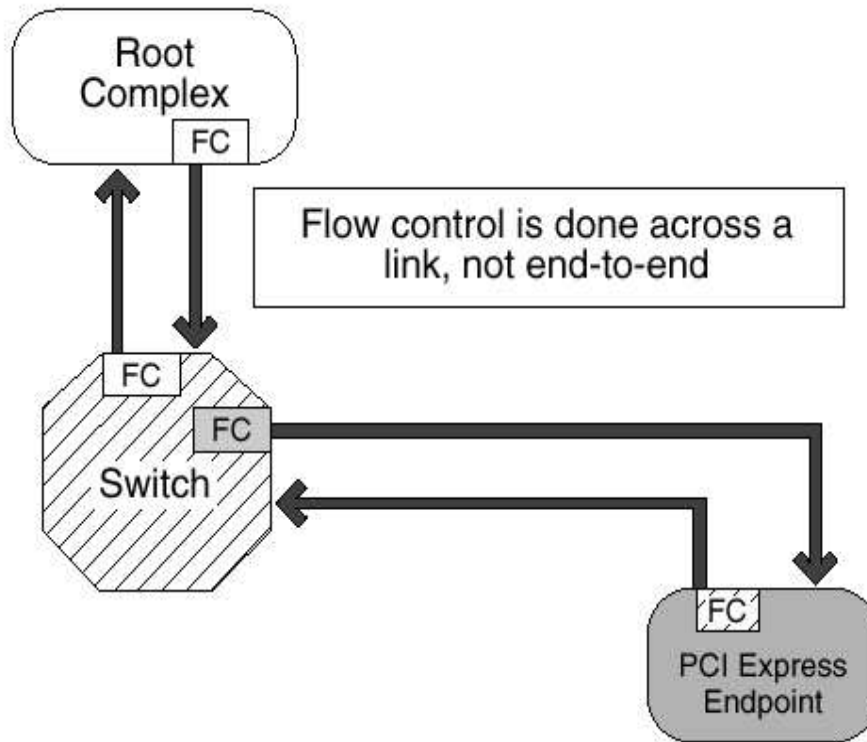 Root
Complex
FC
Flow control is done across a
link, not end-to-end
FC
FC
Switch
FC
PCI Express
Endpoint